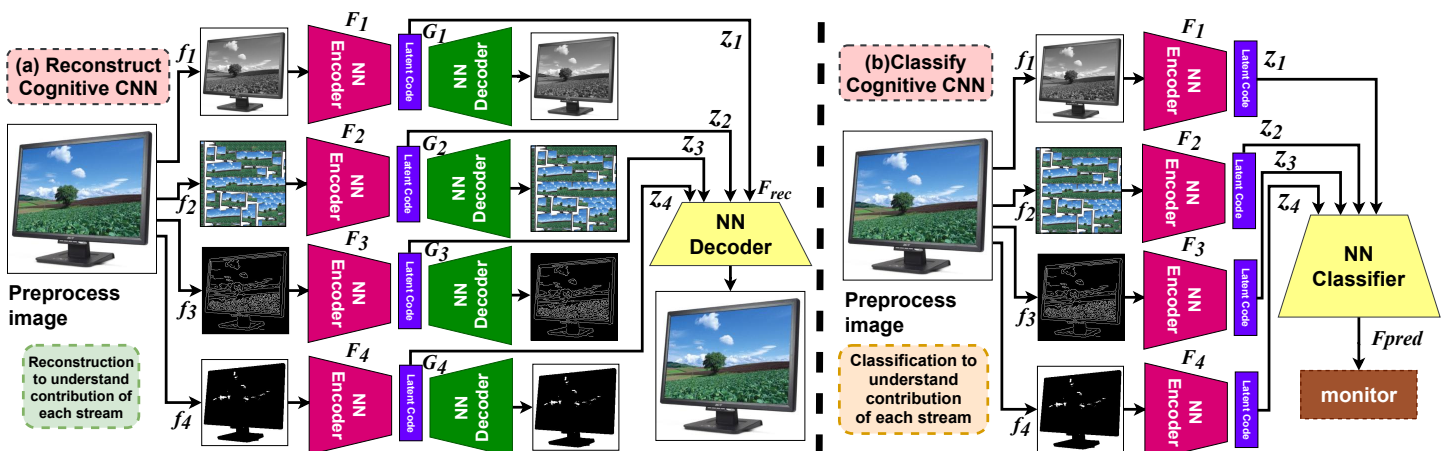 (a) Reconstruct
Cognitive CNN
Preprocess
image
Reconstruction
to understand
contribution of
each stream
f1
f2
f3
f4
F1
NN
Encoder
Latent Code
G1
NN
Decoder
z1
F2
NN
Encoder
Latent Code
G2
NN
Decoder
z2
F3
NN
Encoder
Latent Code
G3
NN
Decoder
z3
F4
NN
Encoder
Latent Code
G4
NN
Decoder
z4
Frec
NN
Decoder
(b)Classify
Cognitive CNN
Preprocess
image
Classification to
understand
contribution
of each stream
f1
f2
f3
f4
F1
NN
Encoder
Latent Code
z1
F2
NN
Encoder
Latent Code
z2
F3
NN
Encoder
Latent Code
z3
F4
NN
Encoder
Latent Code
z4
NN
Classifier
Fpred
monitor